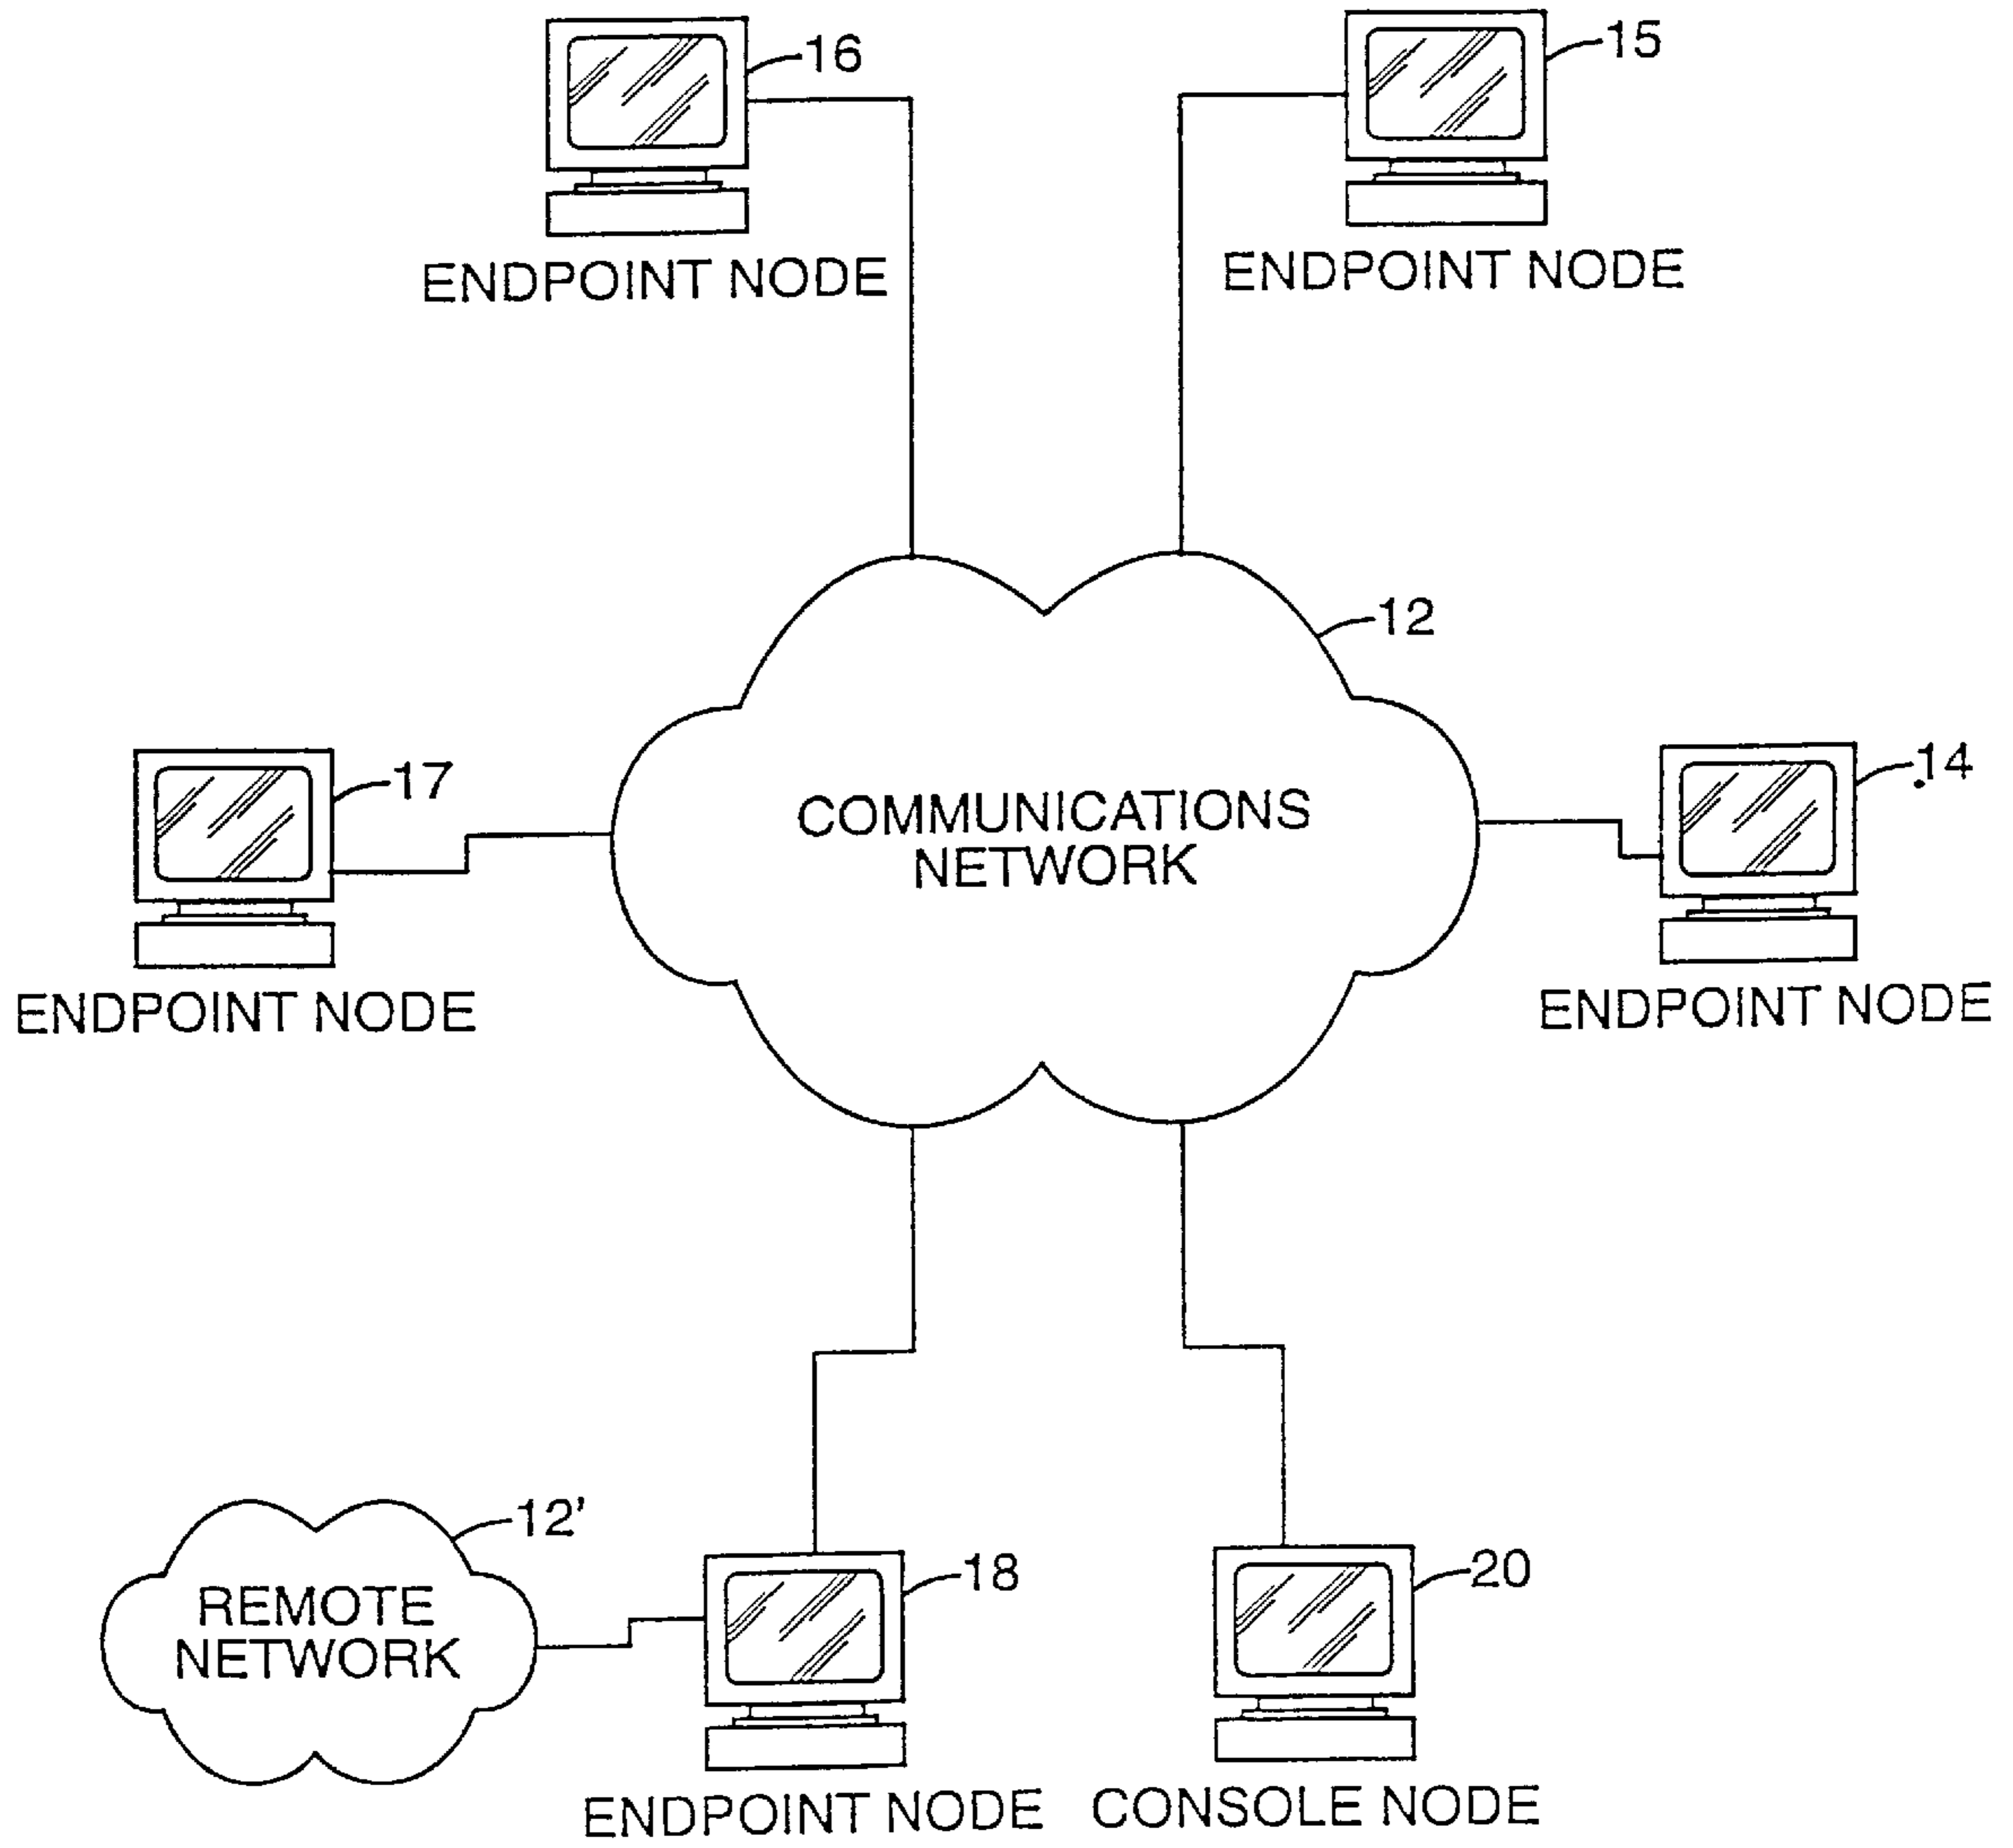 16
15
ENDPOINT NODE
ENDPOINT NODE
12
17
14
COMMUNICATIONS
NETWORK
ENDPOINT NODE
ENDPOINT NODE
12'
18
20
REMOTE
NETWORK
ENDPOINT NODE
CONSOLE NODE